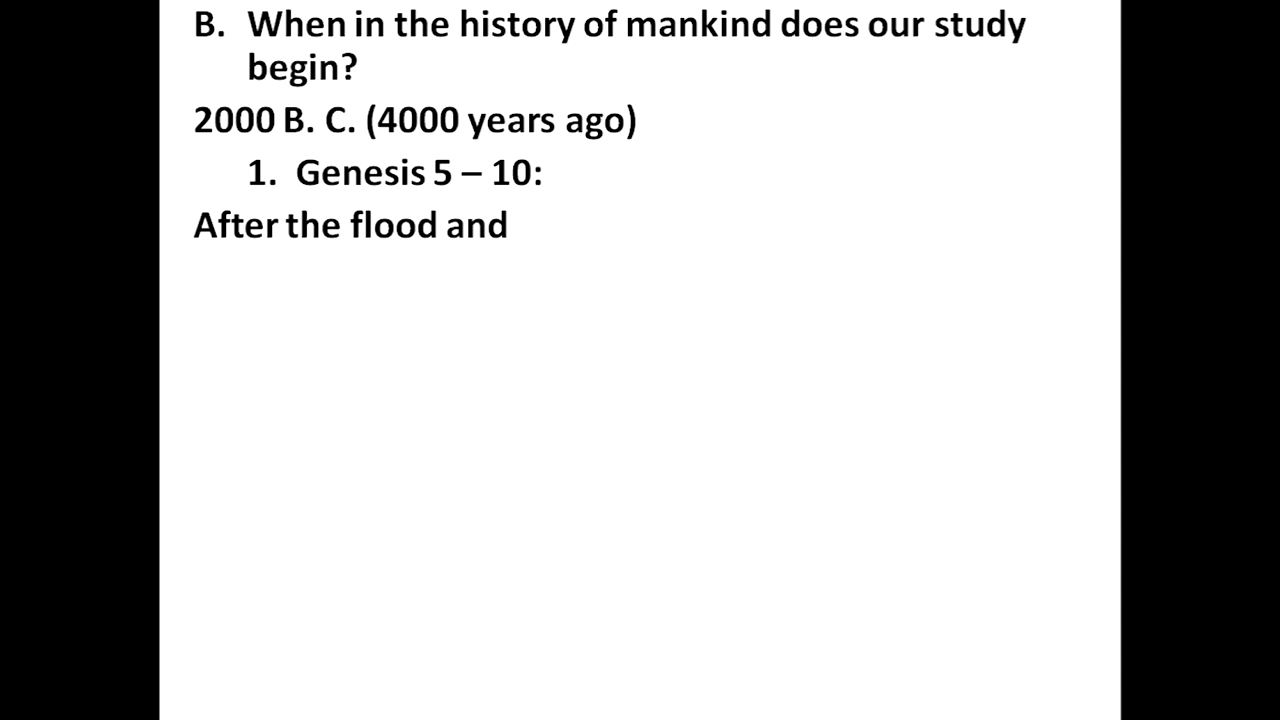 B. When in the history of mankind does our study
begin?
2000 B. C. (4000 years ago)
1. Genesis 5 – 10:
After the flood and